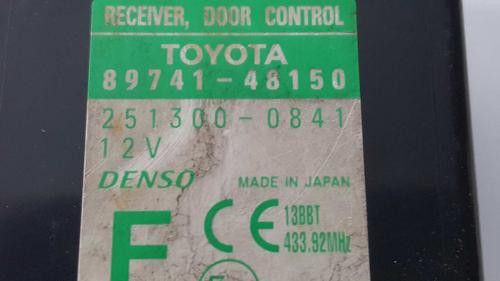 RECEIVER, DOOR CONTROL
TOYOTA
89741-48150
251300-0841
12V
DENSO MADE IN JAPAN
F CE 13BBT
433.92MHz